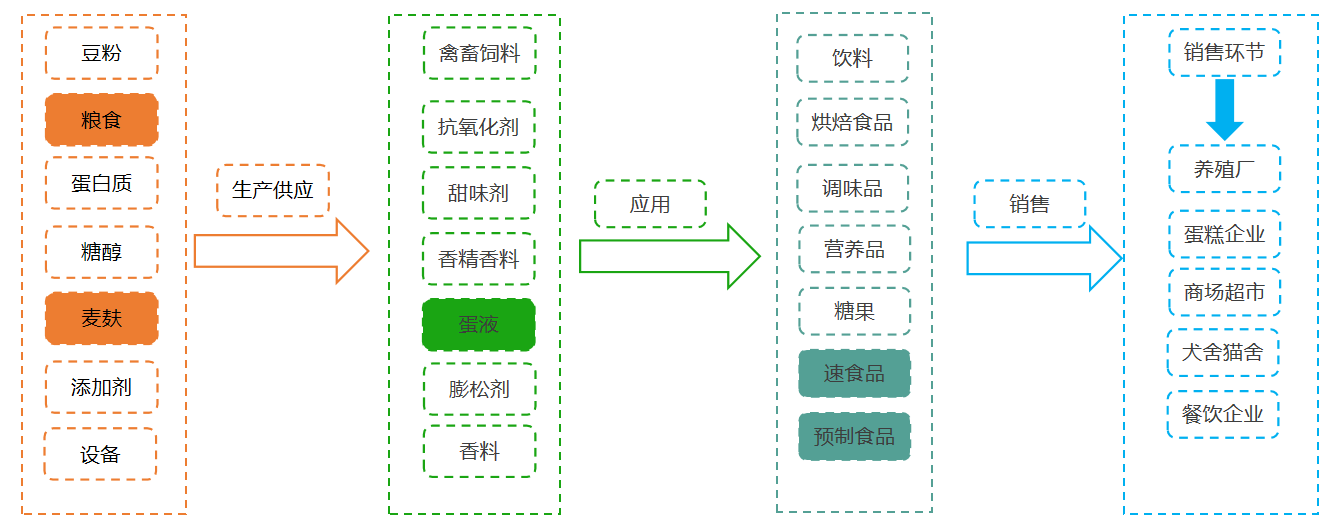 豆粉
粮食
蛋白质
糖醇
麦麸
添加剂
设备
生产供应
禽畜饲料
抗氧化剂
甜味剂
香精香料
蛋液
膨松剂
香料
应用
饮料
烘焙食品
调味品
营养品
糖果
速食品
预制食品
销售
销售环节
养殖厂
蛋糕企业
商场超市
犬舍猫舍
餐饮企业